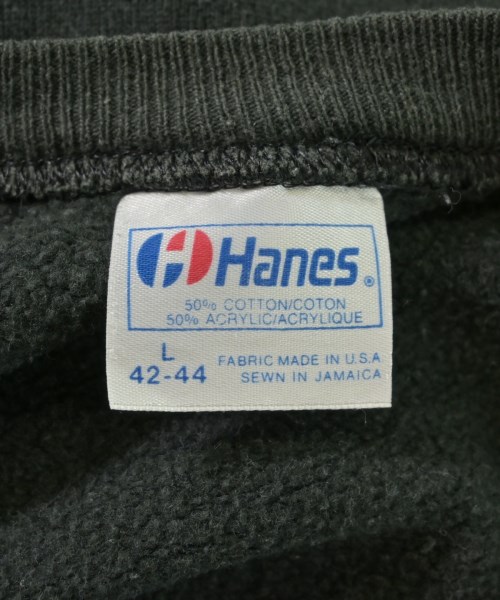 Hanes®
50% COTTON/COTON
50% ACRYLIC/ACRYLIQUE
L
42-44
FABRIC MADE IN U.S.A
SEWN IN JAMAICA